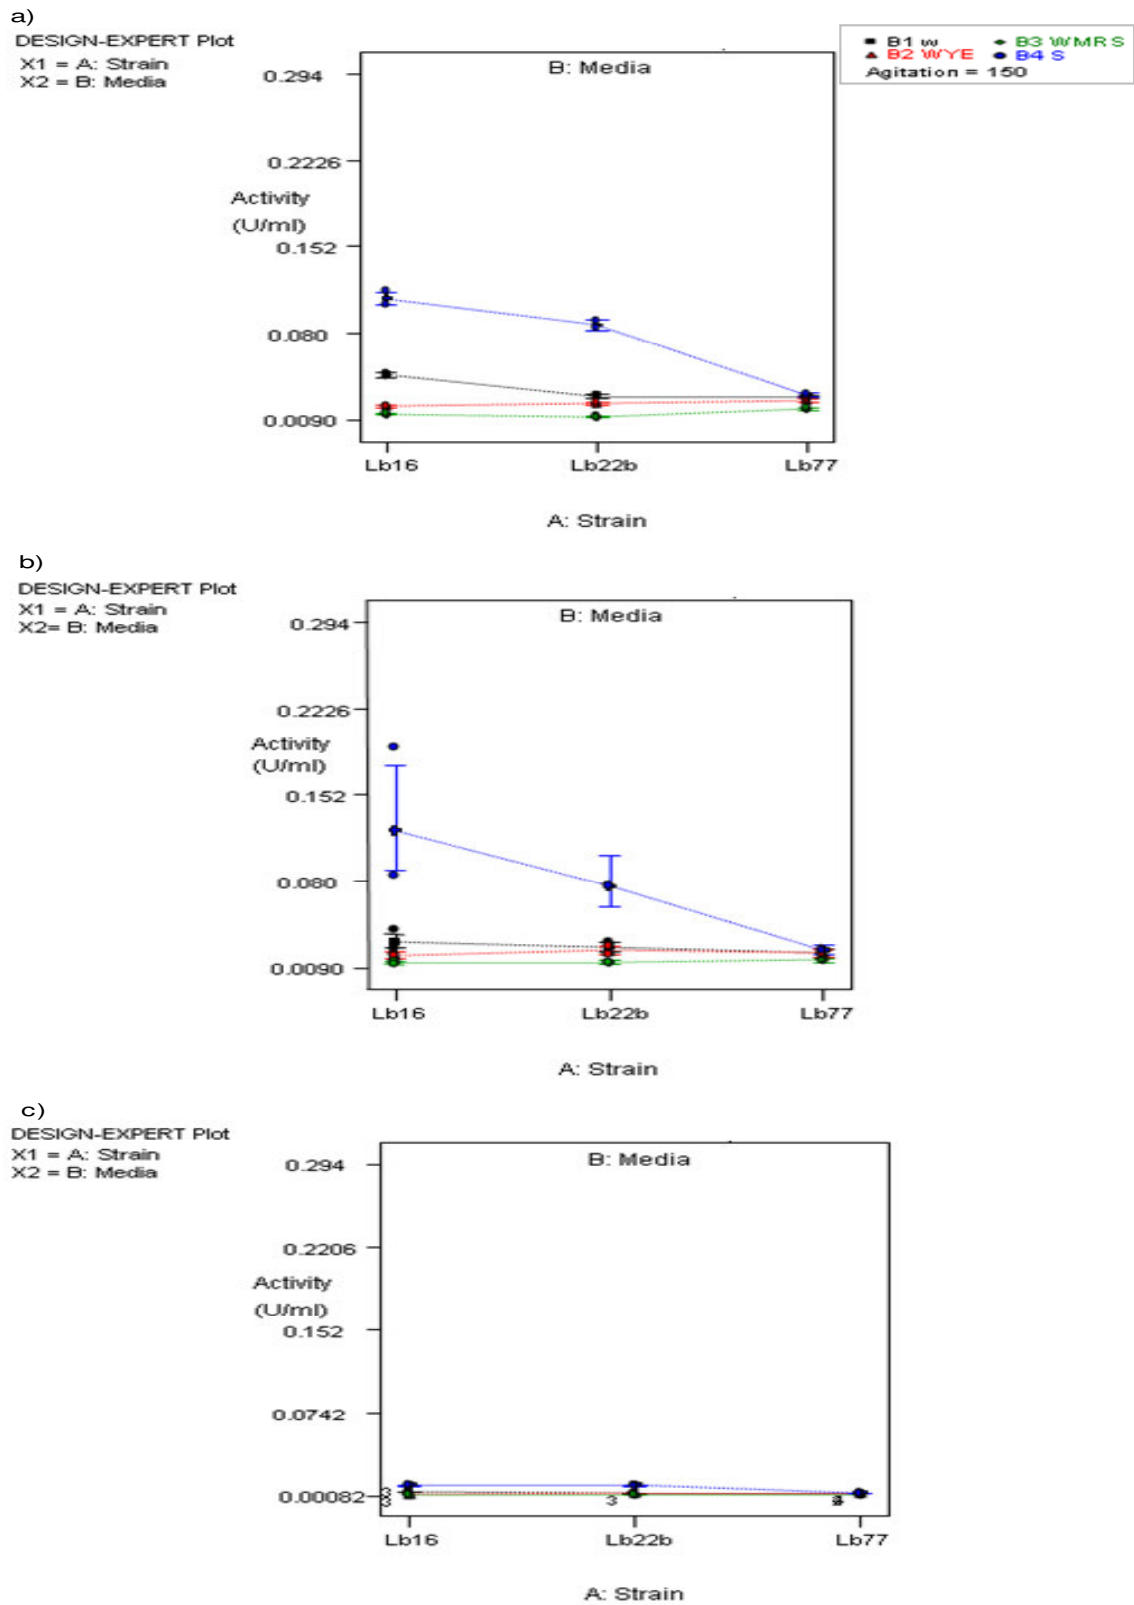 a)
DESIGN-EXPERT Plot
X1 = A: Strain
X2 = B: Media
B1 w
B3 WMRS
B2 WYE
B4 S
Agitation = 150
B: Media
0.294
0.2226
Activity
(U/ml)
0.152
0.080
0.0090
Lb16 Lb22b Lb77
A: Strain
b)
DESIGN-EXPERT Plot
X1 = A: Strain
X2= B: Media
B: Media
0.294
0.2226
Activity
(U/ml)
0.152
0.080
0.0090
Lb16 Lb22b Lb77
A: Strain
c)
DESIGN-EXPERT Plot
X1 = A: Strain
X2 = B: Media
B: Media
0.294
0.2206
Activity
(U/ml)
0.152
0.0742
0.00082
3
3
3
Lb16 Lb22b Lb77
A: Strain